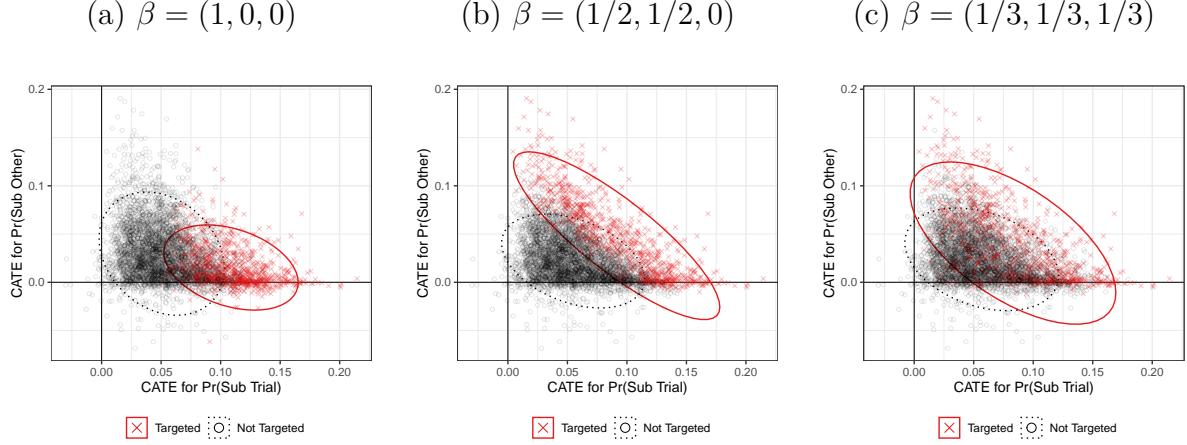 (a) β = (1, 0, 0)
0.2
0.1
0.0
CATE for Pr(Sub Other)
0.00 0.05 0.10 0.15 0.20
CATE for Pr(Sub Trial)
Targeted Not Targeted
(b) β = (1/2, 1/2, 0)
0.2
0.1
0.0
CATE for Pr(Sub Other)
0.00 0.05 0.10 0.15 0.20
CATE for Pr(Sub Trial)
Targeted Not Targeted
(c) β = (1/3, 1/3, 1/3)
0.2
0.1
0.0
CATE for Pr(Sub Other)
0.00 0.05 0.10 0.15 0.20
CATE for Pr(Sub Trial)
Targeted Not Targeted